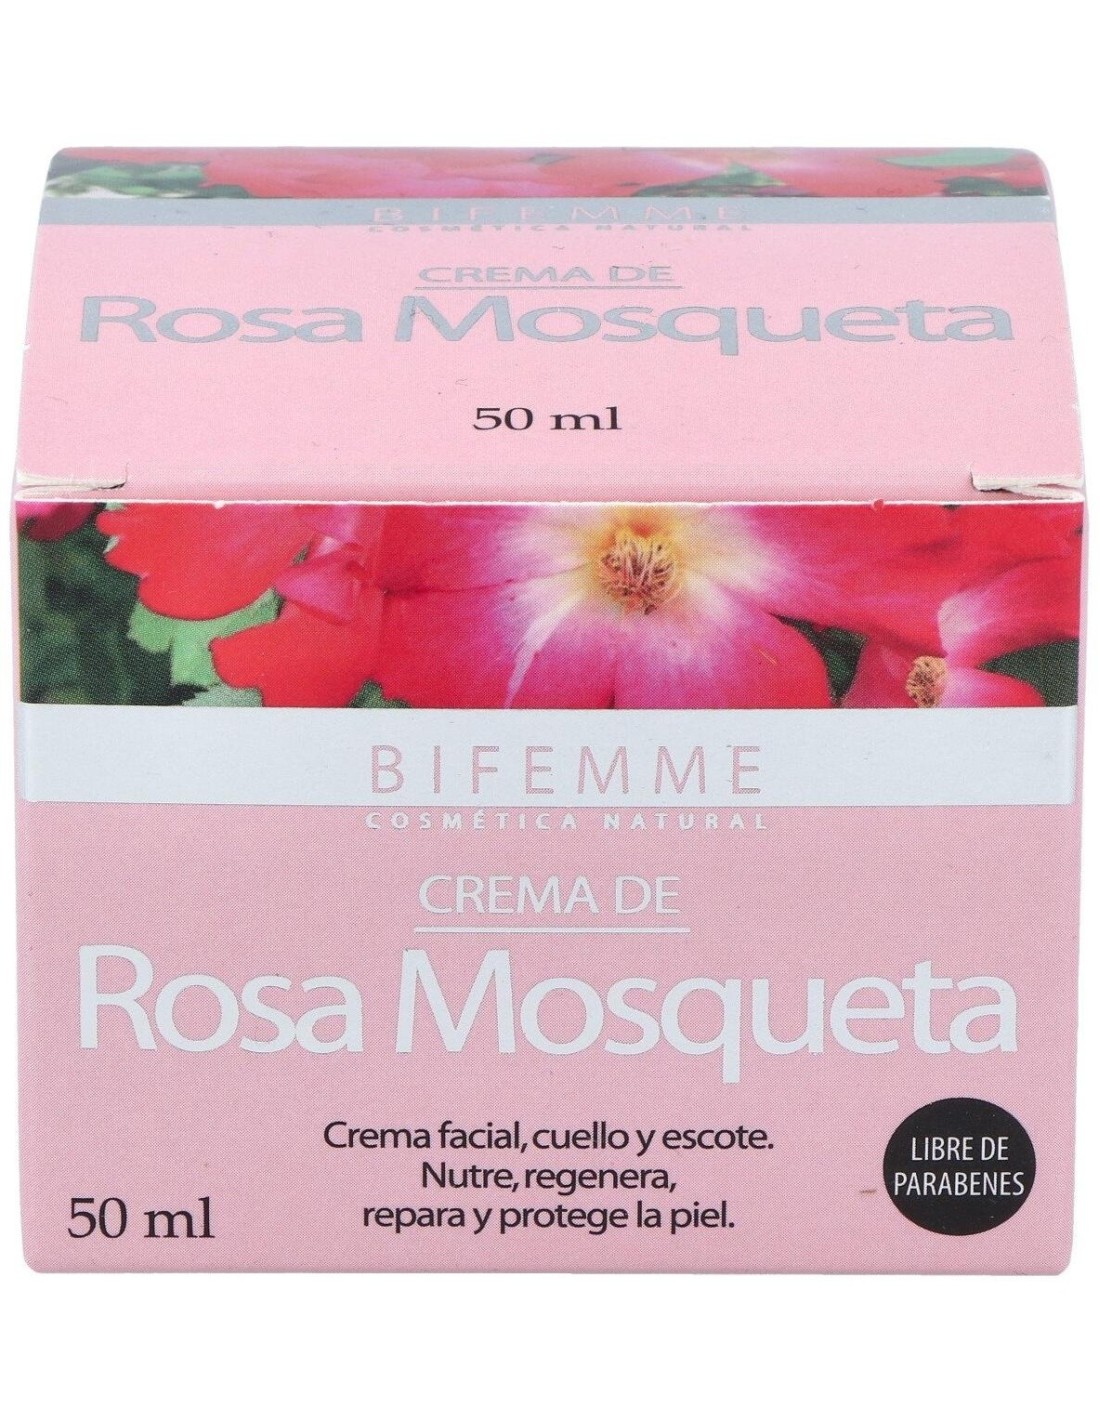 BIFEMME
COSMÉTICA NATURAL
CREMA DE
Rosa Mosqueta
50 ml
BIFEMME
COSMÉTICA NATURAL
CREMA DE
Rosa Mosqueta
Crema facial, cuello y escote.
Nutre, regenera,
repara y protege la piel.
50 ml
LIBRE DE
PARABENES